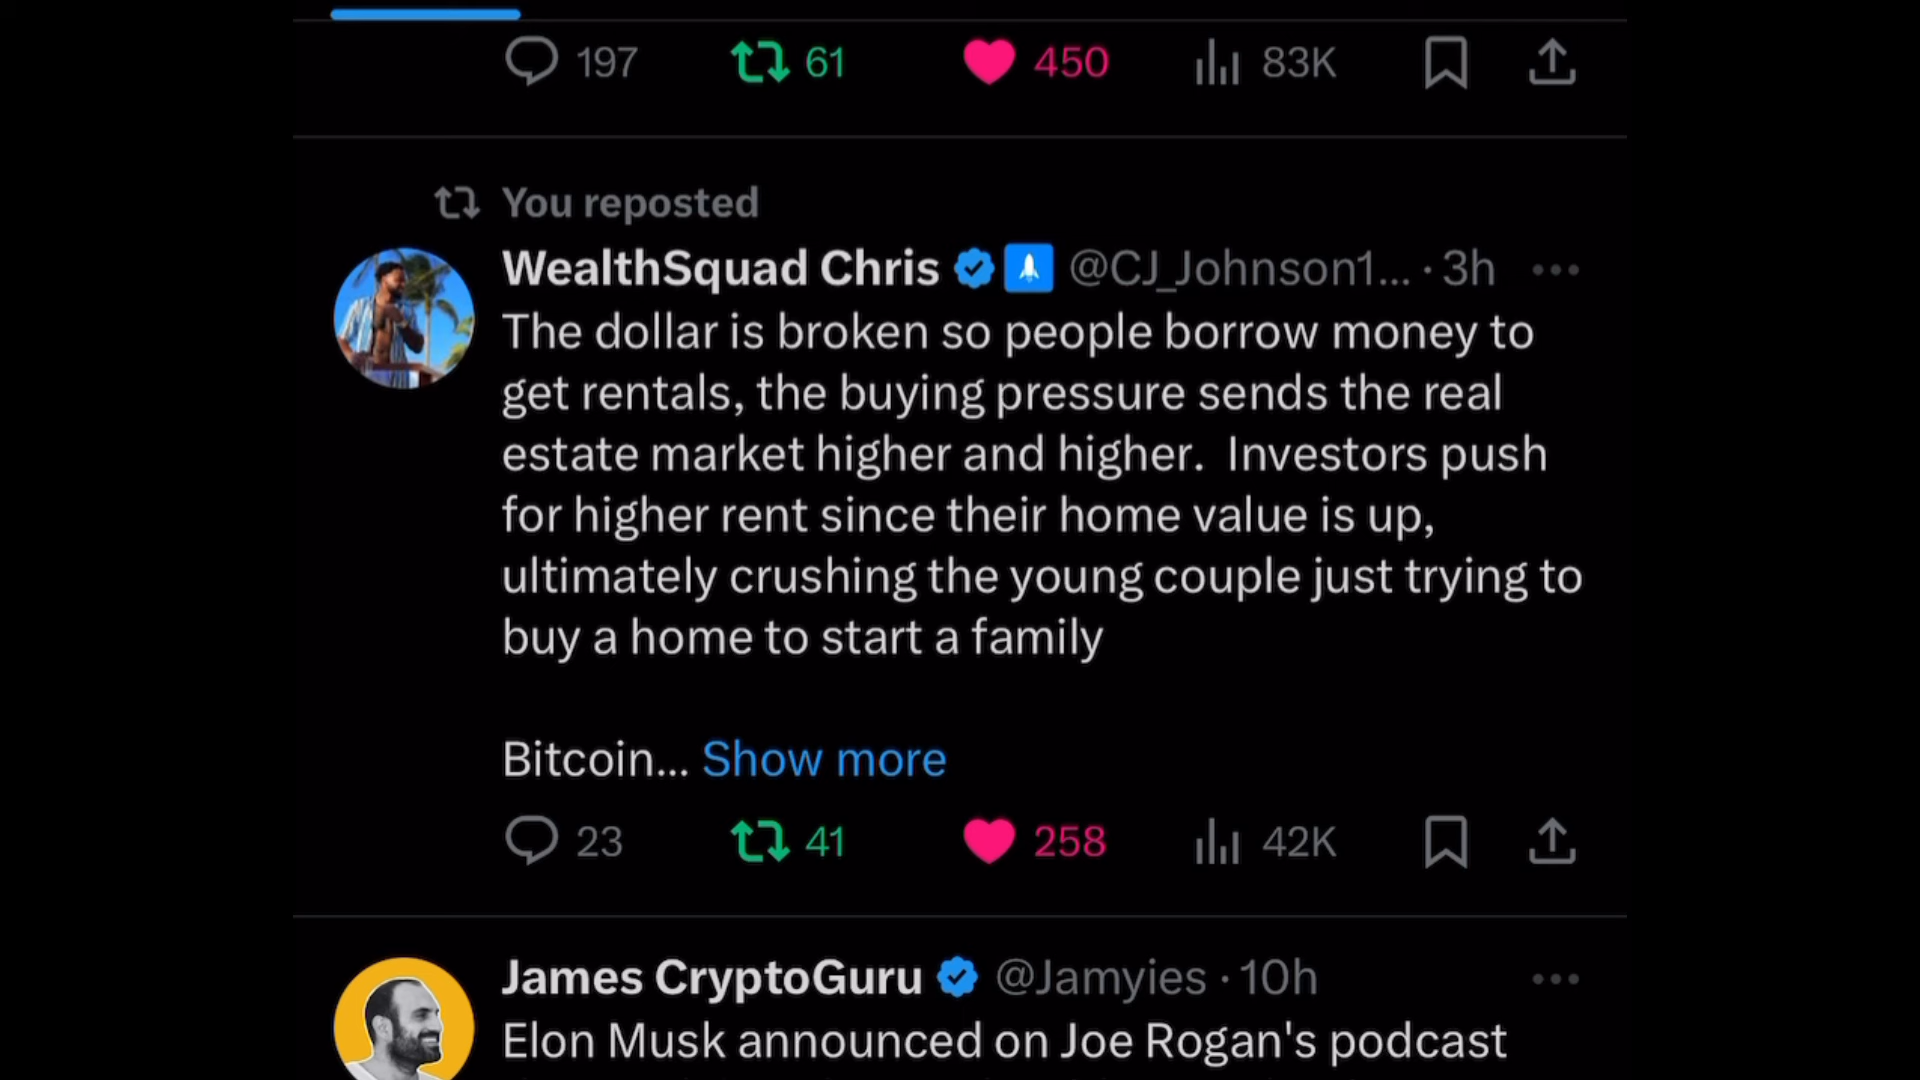 197 61 450 83K
You reposted
WealthSquad Chris @CJ_Johnson1... · 3h
The dollar is broken so people borrow money to
get rentals, the buying pressure sends the real
estate market higher and higher.  Investors push
for higher rent since their home value is up,
ultimately crushing the young couple just trying to
buy a home to start a family
Bitcoin... Show more
23 41 258 42K
James CryptoGuru @Jamyies · 10h
Elon Musk announced on Joe Rogan's podcast